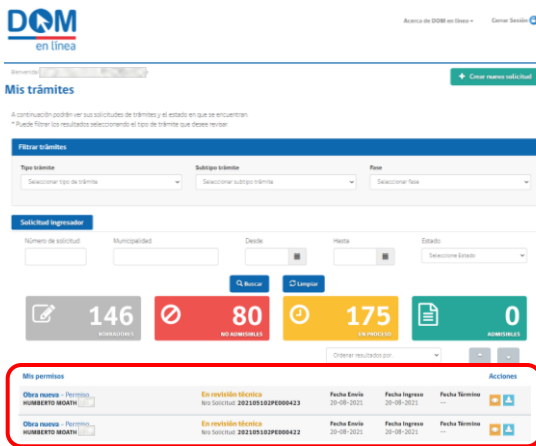 DOM
en línea
Acerca de DOM en línea
Cerrar Sesión
Bienvenido
+ Crear nueva solicitud
Mis trámites
A continuación podrán ver sus solicitudes de trámites y el estado en que se encuentran
* Puede filtrar los resultados seleccionando el tipo de trámite que desee revisar
Filtrar trámites
Tipo trámite Subtipo trámite Fase
Seleccionar tipo de trámite Seleccionar subtipo trámite Seleccionar fase
Solicitud ingresador
Número de solicitud Municipalidad Desde Hasta Estado
Seleccione Estado
Buscar Limpiar
146 80 175 0
BORRADORES NO ADMISIBLES EN PROCESO ADMISIBLES
Ordenar resultados por..
Mis permisos Acciones
Obra nueva - Permiso En revisión técnica Fecha Envío Fecha Ingreso Fecha Término
HUMBERTO MOATH Nro Solicitud 202105102PE000423 20-08-2021 20-08-2021 --
Obra nueva - Permiso En revisión técnica Fecha Envío Fecha Ingreso Fecha Término
HUMBERTO MOATH Nro Solicitud 202105102PE000422 20-08-2021 20-08-2021 --